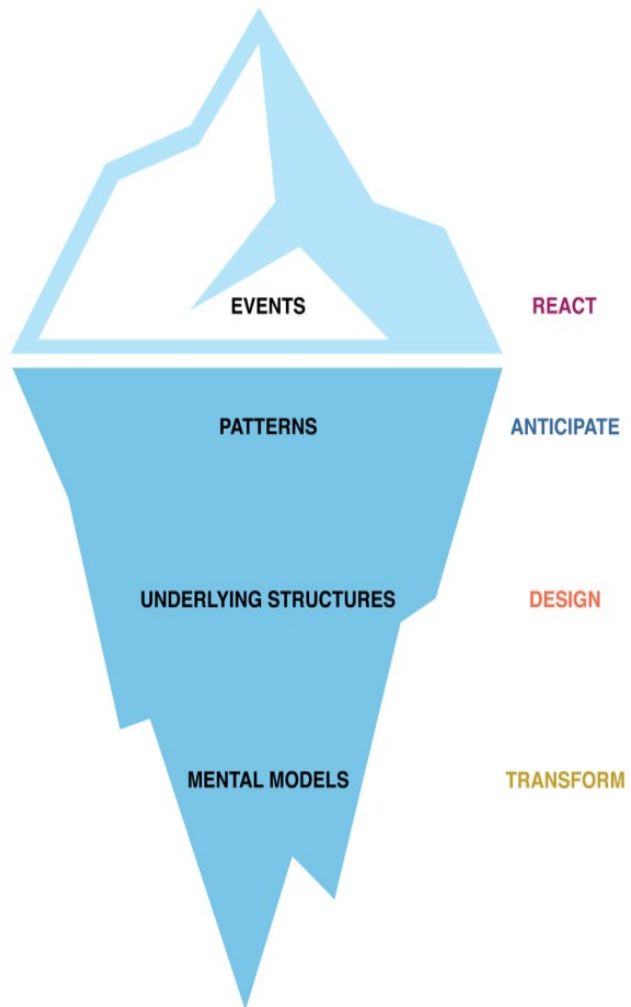 EVENTS REACT
PATTERNS ANTICIPATE
UNDERLYING STRUCTURES DESIGN
MENTAL MODELS TRANSFORM